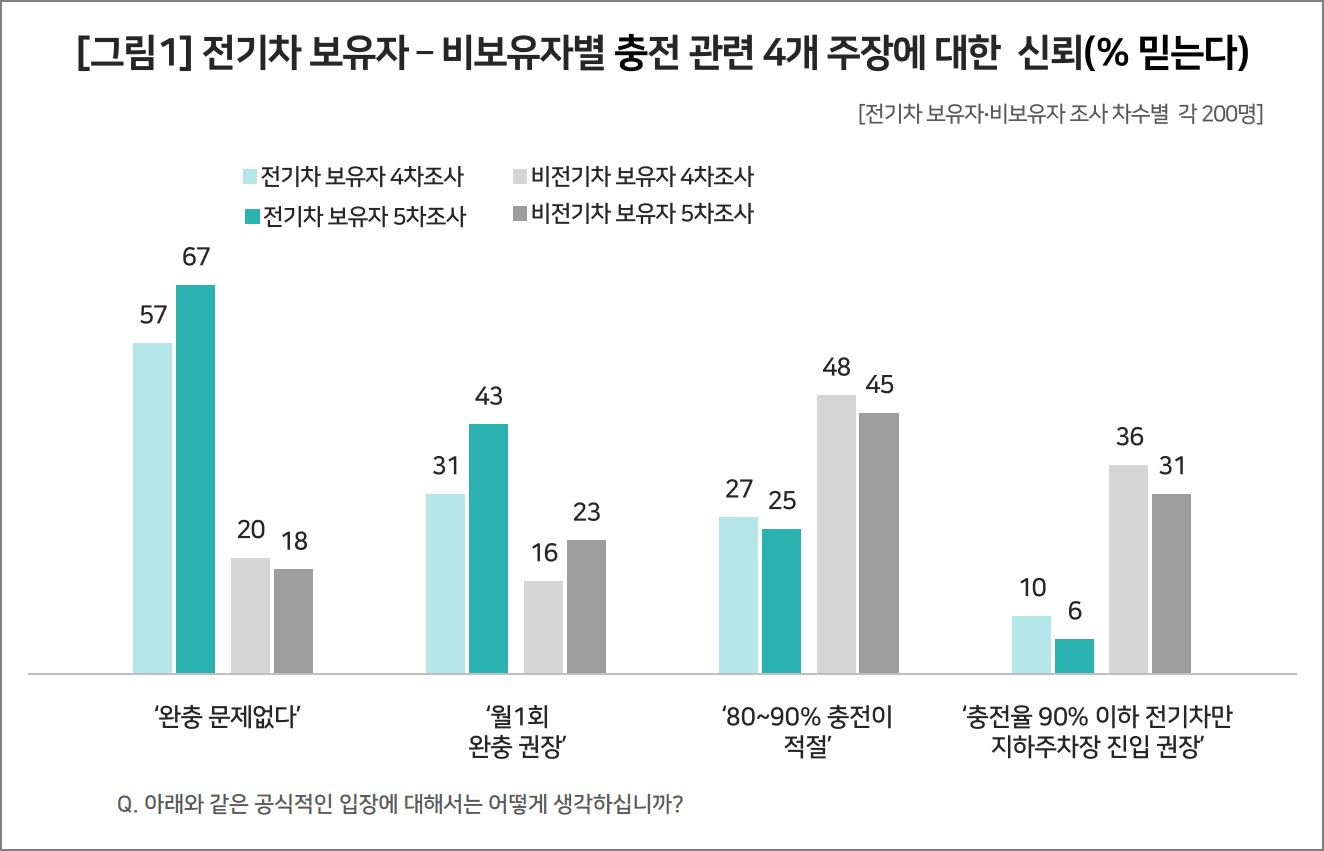 [그림1] 전기차 보유자 – 비보유자별 충전 관련 4개 주장에 대한 신뢰(% 믿는다)
[전기차 보유자·비보유자 조사 차수별 각 200명]
전기차 보유자 4차조사
비전기차 보유자 4차조사
전기차 보유자 5차조사
비전기차 보유자 5차조사
57
67
20
18
31
43
16
23
27
25
48
45
10
6
36
31
‘완충 문제없다’
‘월1회
완충 권장’
‘80~90% 충전이
적절’
‘충전율 90% 이하 전기차만
지하주차장 진입 권장’
Q. 아래와 같은 공식적인 입장에 대해서는 어떻게 생각하십니까?